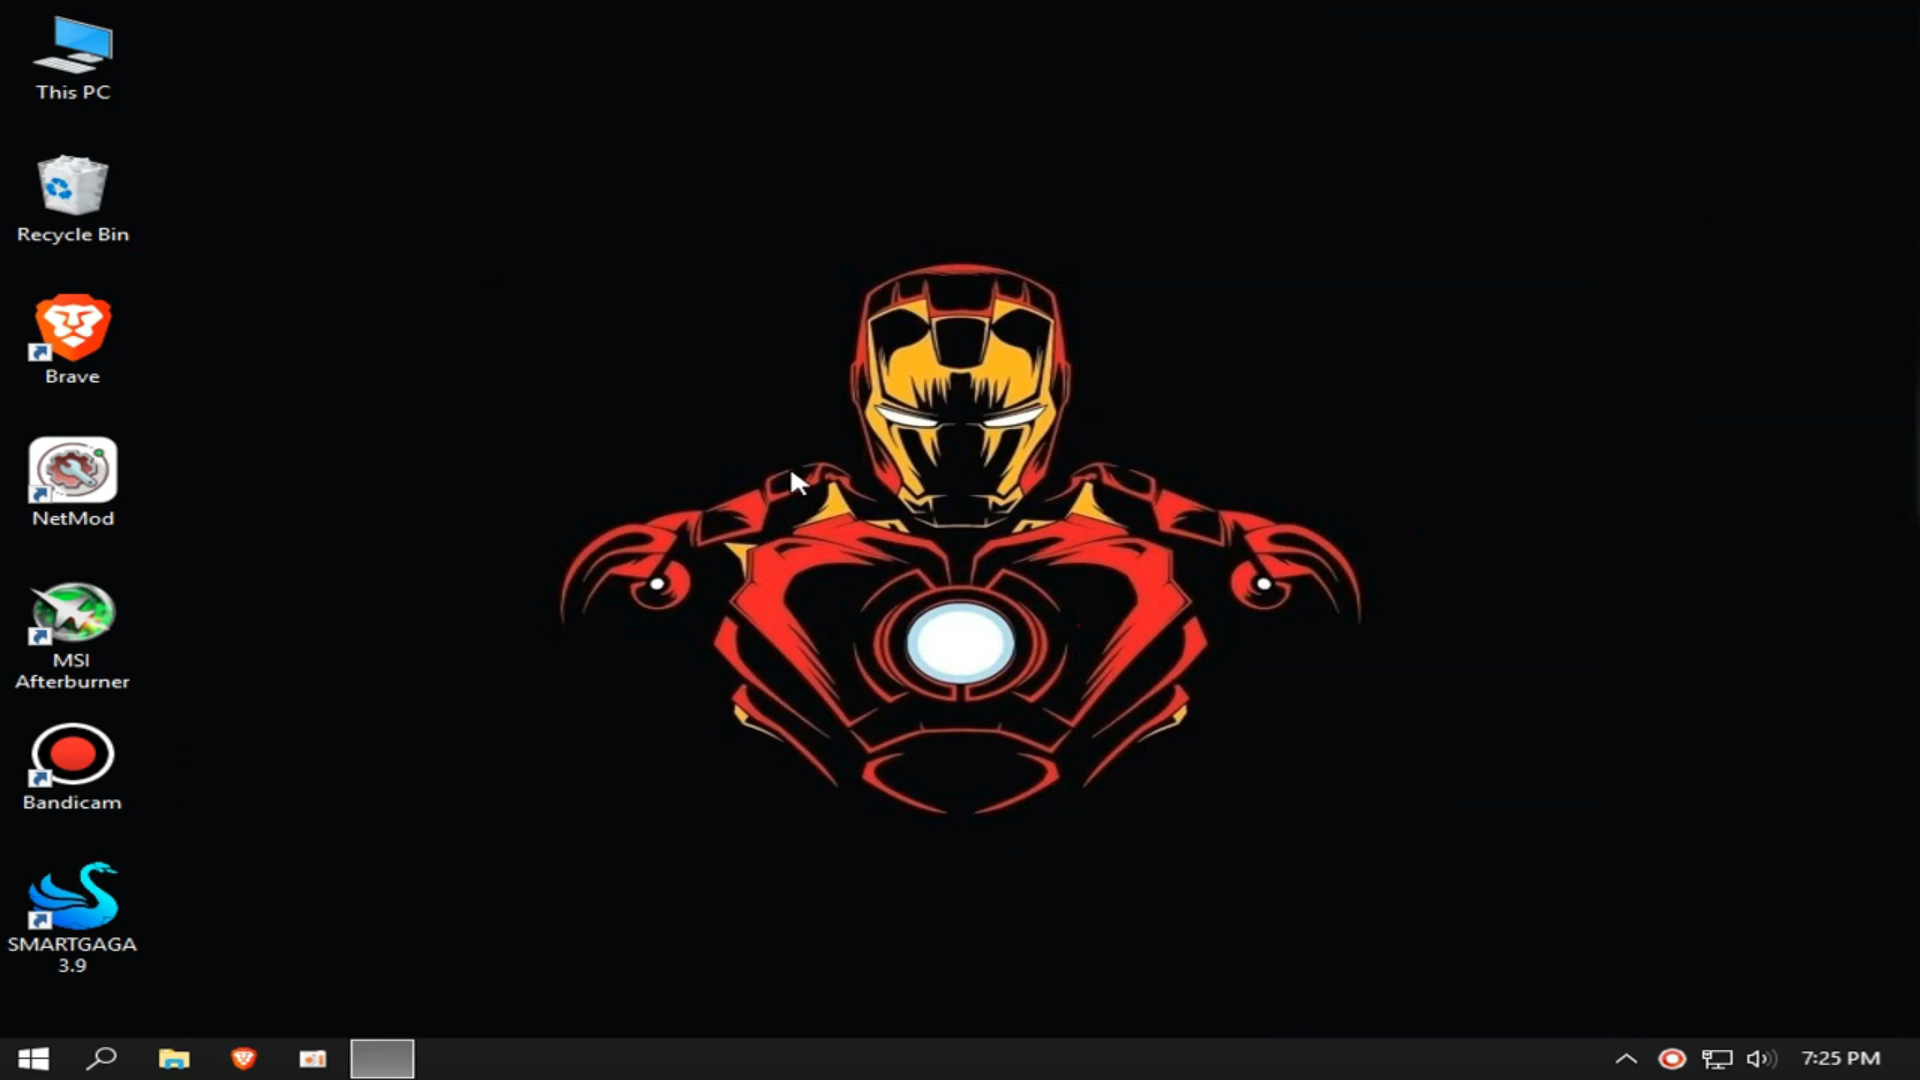 This PC
Recycle Bin
Brave
NetMod
MSI
Afterburner
Bandicam
SMARTGAGA
3.9
7:25 PM